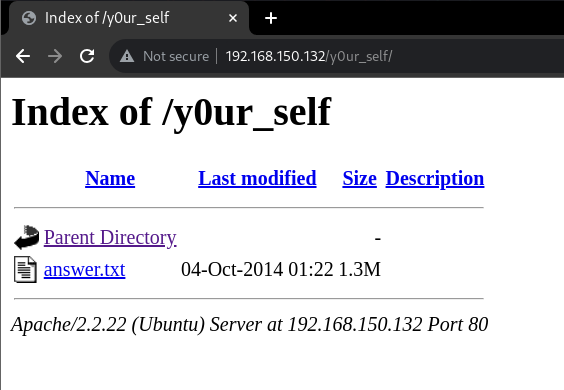 Index of /y0ur_self
Not secure 192.168.150.132/y0ur_self/
Index of /y0ur_self
Name Last modified Size Description
Parent Directory -
answer.txt 04-Oct-2014 01:22 1.3M
Apache/2.2.22 (Ubuntu) Server at 192.168.150.132 Port 80